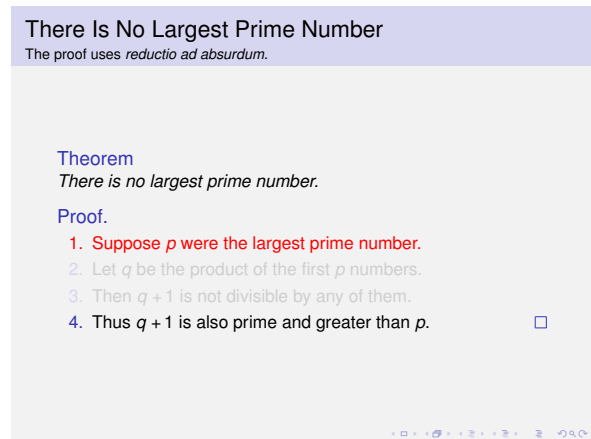 There Is No Largest Prime Number
The proof uses reductio ad absurdum.
Theorem
There is no largest prime number.
Proof.
1. Suppose p were the largest prime number.
2. Let q be the product of the first p numbers.
3. Then q + 1 is not divisible by any of them.
4. Thus q + 1 is also prime and greater than p.